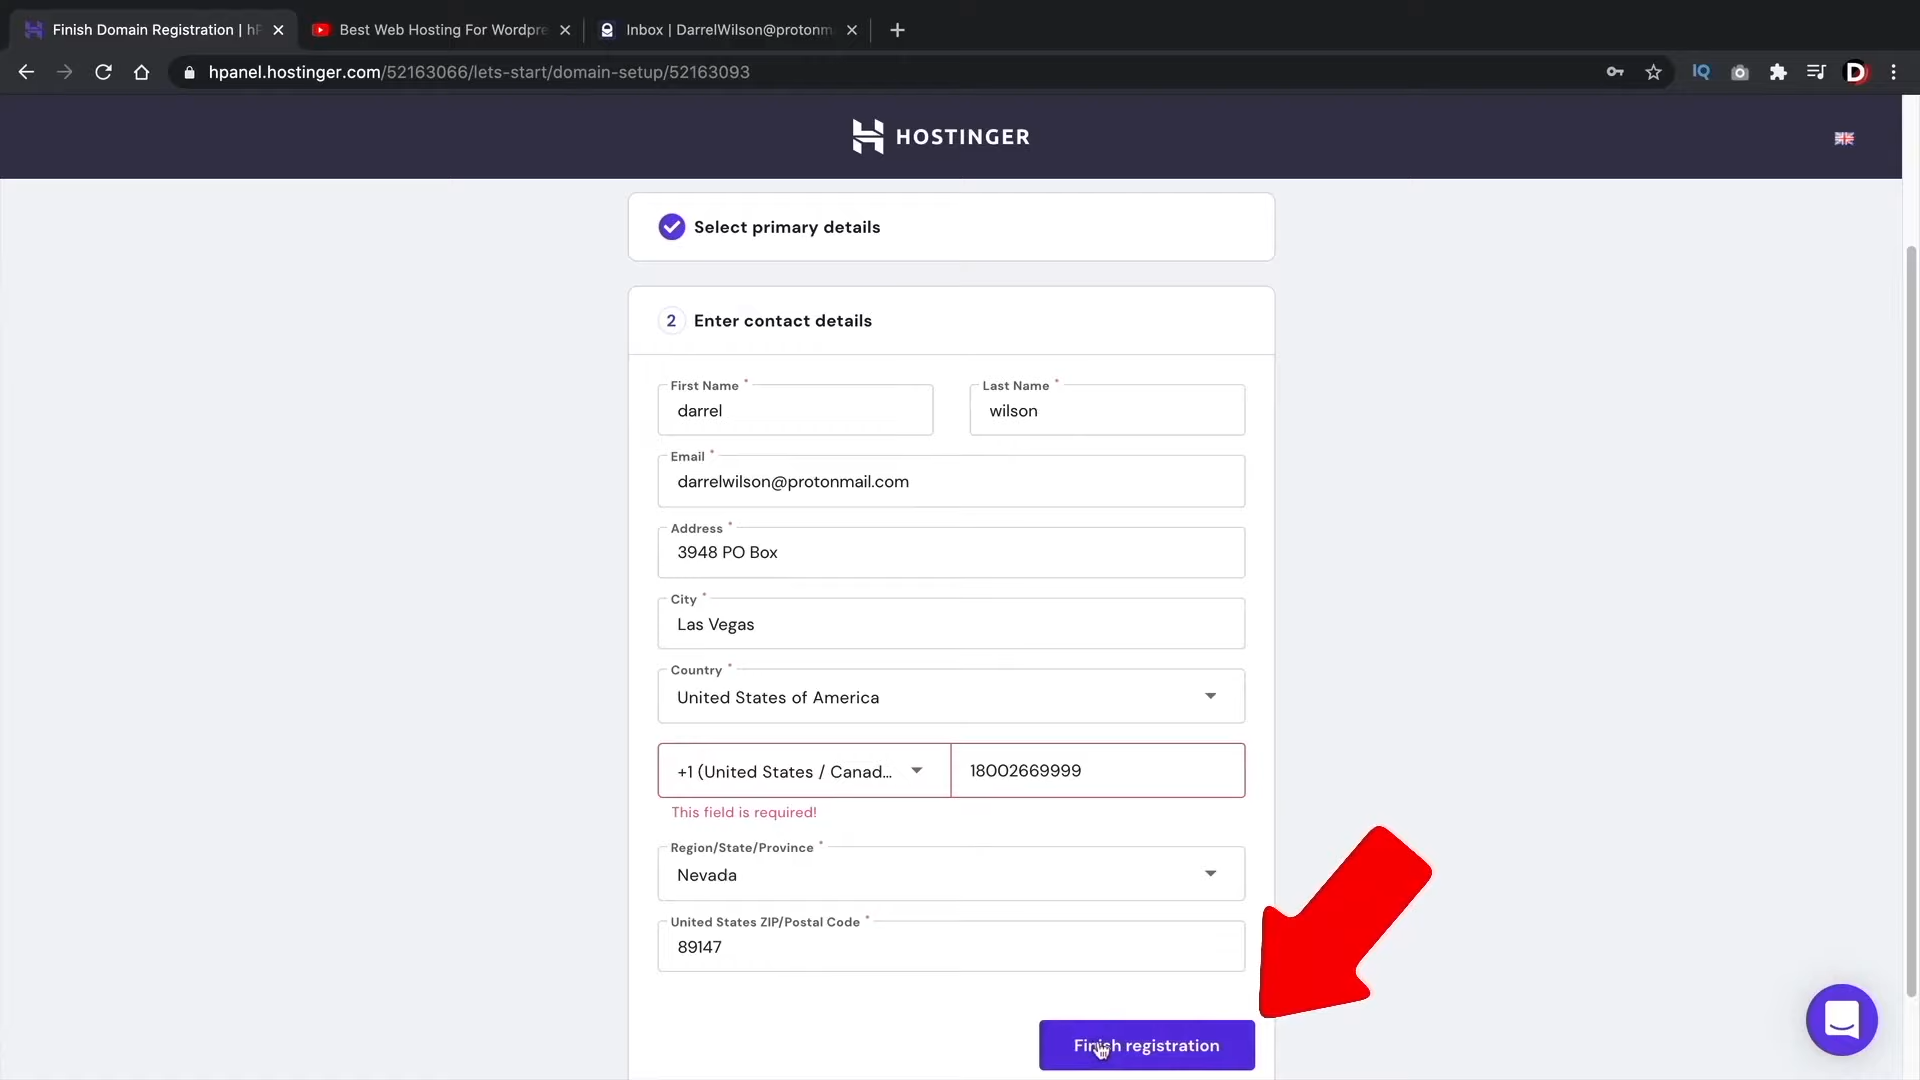 Finish Domain Registration | hP
Best Web Hosting For Wordpre
Inbox | DarrelWilson@protonm
hpanel.hostinger.com/52163066/lets-start/domain-setup/52163093
IQ
D
HOSTINGER
Select primary details
2 Enter contact details
First Name *
darrel
Last Name *
wilson
Email *
darrelwilson@protonmail.com
Address *
3948 PO Box
City *
Las Vegas
Country *
United States of America
+1 (United States / Canad...
18002669999
This field is required!
Region/State/Province *
Nevada
United States ZIP/Postal Code *
89147
Finish registration